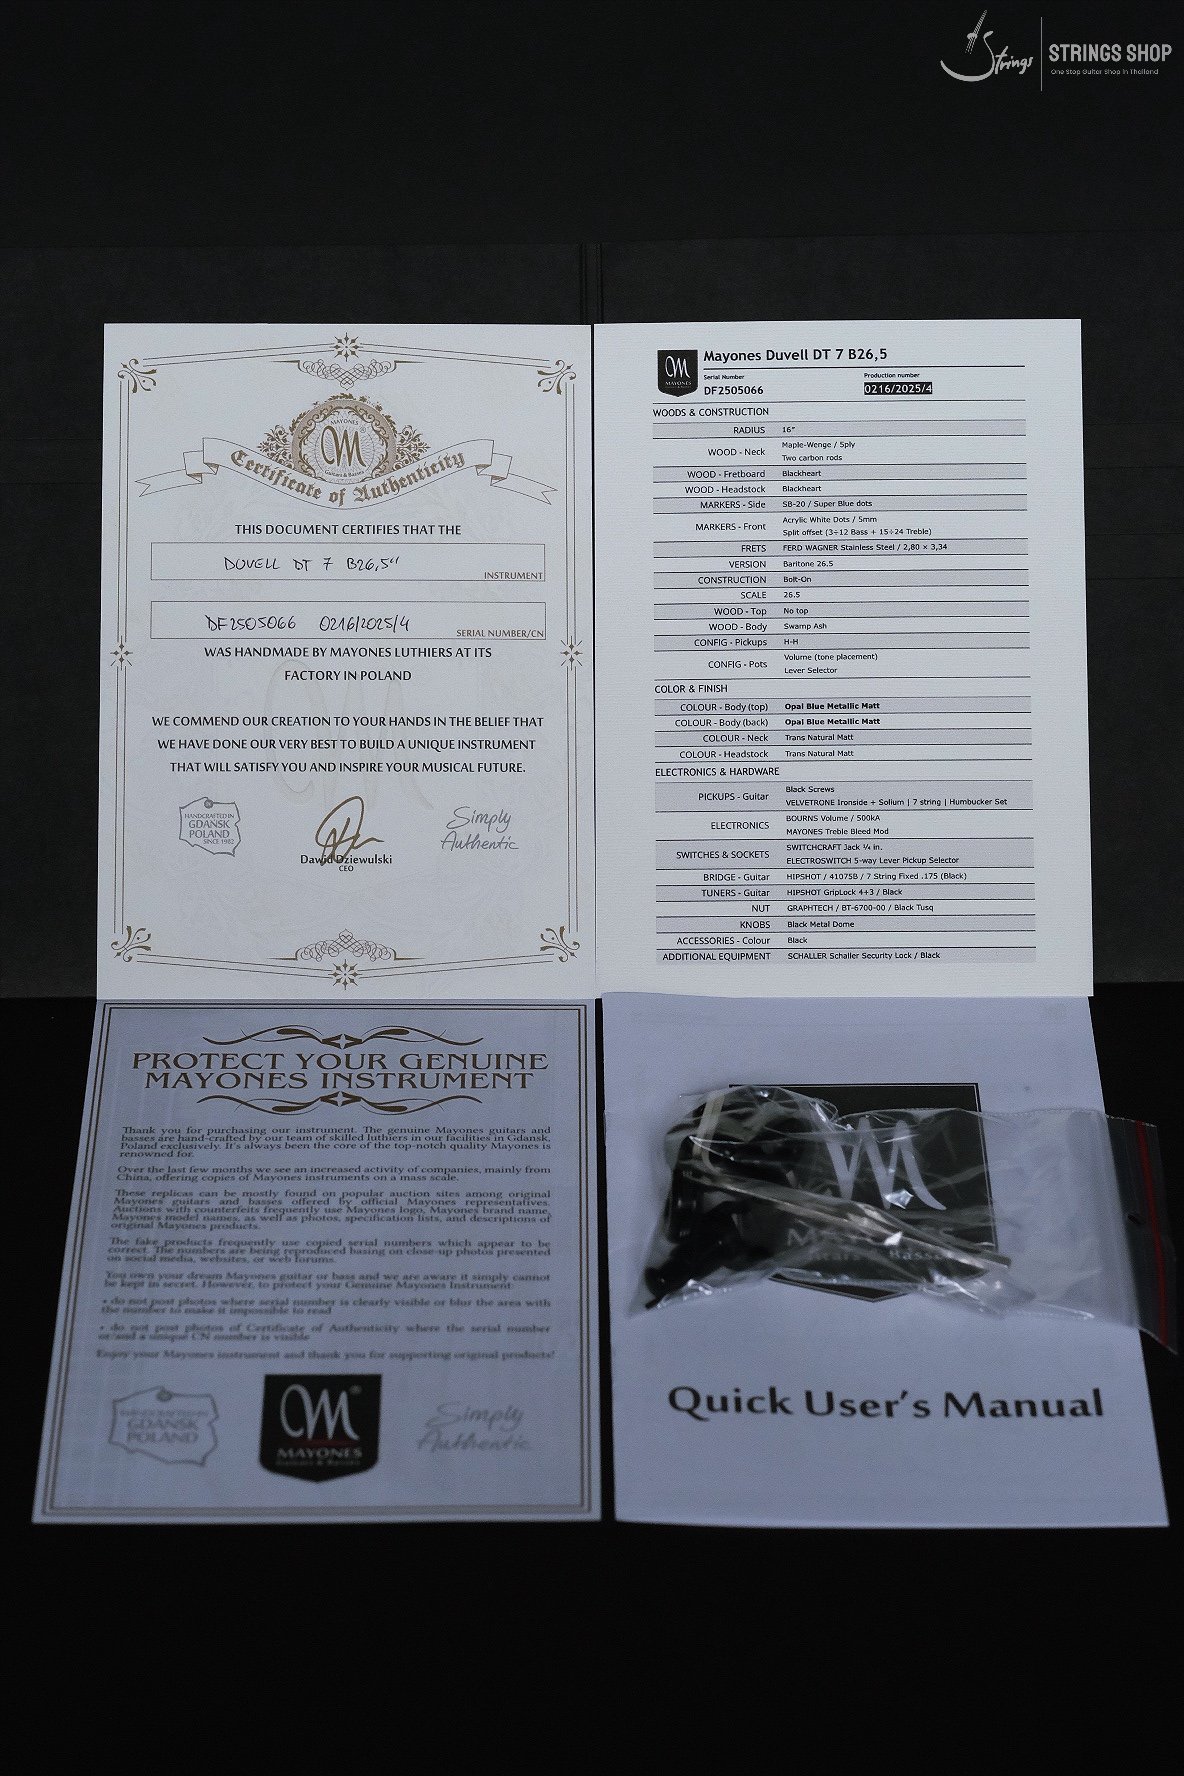 Strings
STRINGS SHOP
One Stop Guitar Shop in Thailand
MAYONES
Guitars & Basses
Certificate of Authenticity
THIS DOCUMENT CERTIFIES THAT THE
DUVELL DT 7 B26,5"
INSTRUMENT
DF2505066 0216/2025/4
SERIAL NUMBER/CN
WAS HANDMADE BY MAYONES LUTHIERS AT ITS
FACTORY IN POLAND
WE COMMEND OUR CREATION TO YOUR HANDS IN THE BELIEF THAT
WE HAVE DONE OUR VERY BEST TO BUILD A UNIQUE INSTRUMENT
THAT WILL SATISFY YOU AND INSPIRE YOUR MUSICAL FUTURE.
HANDCRAFTED IN
GDANSK
POLAND
SINCE 1982
Dawid Dziewulski
CEO
Simply
Authentic
M
MAYONES
Mayones Duvell DT 7 B26,5
Serial Number
DF2505066
Production number
0216/2025/4
WOODS & CONSTRUCTION
RADIUS 16"
WOOD - Neck Maple-Wenge / 5ply
Two carbon rods
WOOD - Fretboard Blackheart
WOOD - Headstock Blackheart
MARKERS - Side SB-20 / Super Blue dots
MARKERS - Front Acrylic White Dots / 5mm
Split offset (3÷12 Bass + 15÷24 Treble)
FRETS FERD WAGNER Stainless Steel / 2,80 × 3,34
VERSION Baritone 26.5
CONSTRUCTION Bolt-On
SCALE 26.5
WOOD - Top No top
WOOD - Body Swamp Ash
CONFIG - Pickups H-H
CONFIG - Pots Volume (tone placement)
Lever Selector
COLOR & FINISH
COLOUR - Body (top) Opal Blue Metallic Matt
COLOUR - Body (back) Opal Blue Metallic Matt
COLOUR - Neck Trans Natural Matt
COLOUR - Headstock Trans Natural Matt
ELECTRONICS & HARDWARE
PICKUPS - Guitar Black Screws
VELVETRONE Ironside + Solium | 7 string | Humbucker Set
ELECTRONICS BOURNS Volume / 500kA
MAYONES Treble Bleed Mod
SWITCHES & SOCKETS SWITCHCRAFT Jack ¼ in.
ELECTROSWITCH 5-way Lever Pickup Selector
BRIDGE - Guitar HIPSHOT / 41075B / 7 String Fixed .175 (Black)
TUNERS - Guitar HIPSHOT GripLock 4+3 / Black
NUT GRAPHTECH / BT-6700-00 / Black Tusq
KNOBS Black Metal Dome
ACCESSORIES - Colour Black
ADDITIONAL EQUIPMENT SCHALLER Schaller Security Lock / Black
PROTECT YOUR GENUINE
MAYONES INSTRUMENT
Thank you for purchasing our instrument. The genuine Mayones guitars and
basses are hand-crafted by our team of skilled luthiers in our facilities in Gdansk,
Poland exclusively. It's always been the core of the top-notch quality Mayones is
renowned for.
Over the last few months we see an increased activity of companies, mainly from
China, offering copies of Mayones instruments on a mass scale.
These replicas can be mostly found on popular auction sites among original
Mayones guitars and basses offered by official Mayones representatives.
Auctions with counterfeits frequently use Mayones logo, Mayones brand name,
Mayones model names, as well as photos, specification lists, and descriptions of
original Mayones products.
The fake products frequently use copied serial numbers which appear to be
correct. The numbers are being reproduced basing on close-up photos presented
on social media, websites, or web forums.
You own your dream Mayones guitar or bass and we are aware it simply cannot
be kept in secret. However, to protect your Genuine Mayones Instrument:
• do not post photos where serial number is clearly visible or blur the area with
the number to make it impossible to read
• do not post photos of Certificate of Authenticity where the serial number
or/and a unique CN number is visible
Enjoy your Mayones instrument and thank you for supporting original products!
GDANSK
POLAND
M
MAYONES
Guitars & Basses
Simply
Authentic
M
Quick User's Manual